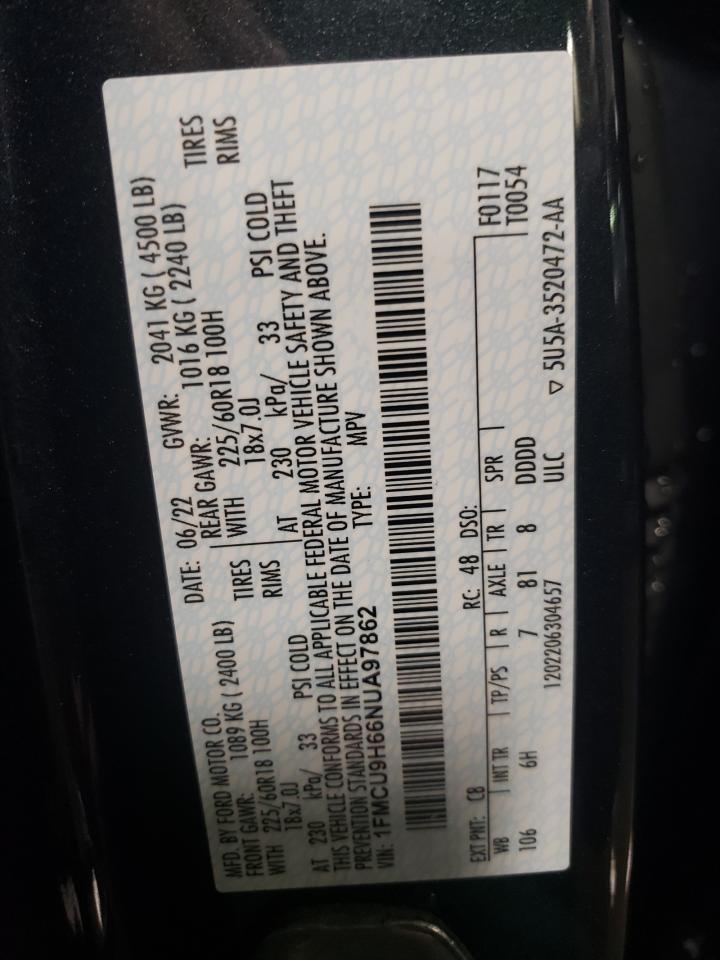 MFD. BY FORD MOTOR CO.
DATE: 06/22 GVWR: 2041 KG ( 4500 LB)
FRONT GAWR: 1089 KG ( 2400 LB)
REAR GAWR: 1016 KG ( 2240 LB)
WITH 225/60R18 100H TIRES
WITH 225/60R18 100H TIRES
18x7.0J RIMS
18x7.0J RIMS
AT 230 kPa/ 33 PSI COLD
AT 230 kPa/ 33 PSI COLD
THIS VEHICLE CONFORMS TO ALL APPLICABLE FEDERAL MOTOR VEHICLE SAFETY AND THEFT
PREVENTION STANDARDS IN EFFECT ON THE DATE OF MANUFACTURE SHOWN ABOVE.
VIN: 1FMCU9H66NUA97862 TYPE: MPV
EXT PNT: CB RC: 48 DSO: F0117
WB INT TR TP/PS R AXLE TR SPR T0054
106 6H 7 81 8 DDDD
1202206304657 ULC ▽ 5U5A-3520472-AA